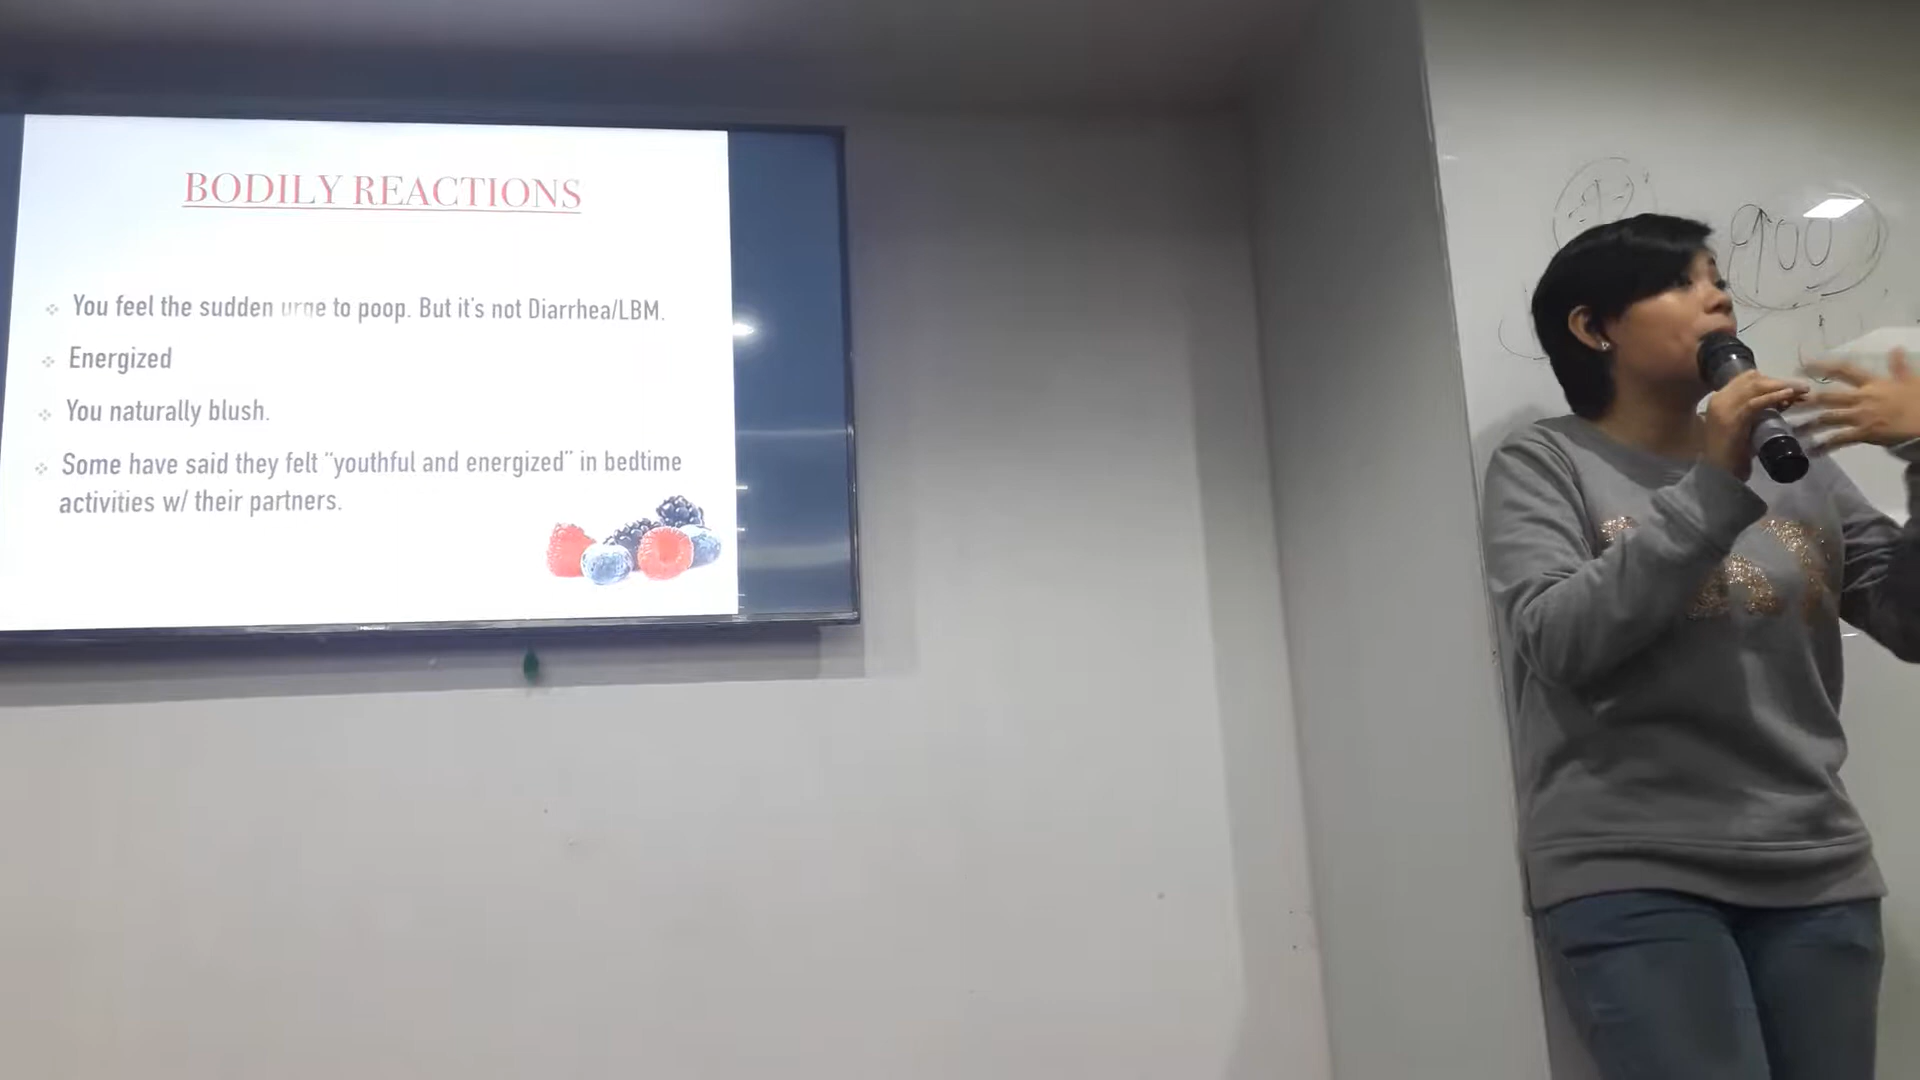 BODILY REACTIONS
You feel the sudden urge to poop. But it's not Diarrhea/LBM.
Energized
You naturally blush.
Some have said they felt "youthful and energized" in bedtime
activities w/ their partners.
900